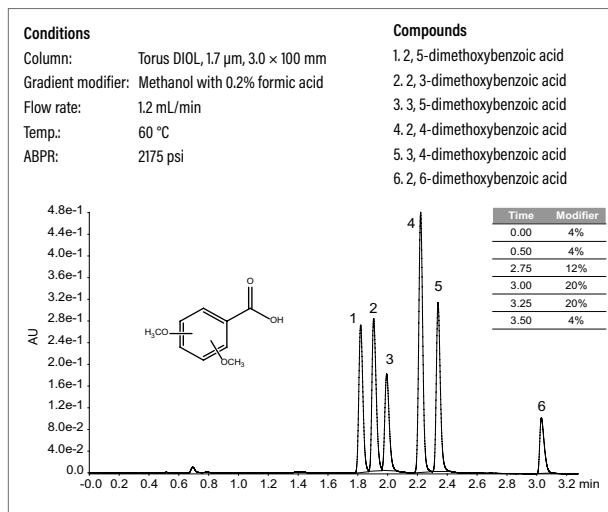 Conditions
Column: Torus DIOL, 1.7 μm, 3.0 × 100 mm
Gradient modifier: Methanol with 0.2% formic acid
Flow rate: 1.2 mL/min
Temp.: 60 °C
ABPR: 2175 psi
Compounds
1. 2, 5-dimethoxybenzoic acid
2. 2, 3-dimethoxybenzoic acid
3. 3, 5-dimethoxybenzoic acid
4. 2, 4-dimethoxybenzoic acid
5. 3, 4-dimethoxybenzoic acid
6. 2, 6-dimethoxybenzoic acid
Time Modifier
0.00 4%
0.50 4%
2.75 12%
3.00 20%
3.25 20%
3.50 4%
AU
4.8e-1
4.4e-1
4.0e-1
3.6e-1
3.2e-1
2.8e-1
2.4e-1
2.0e-1
1.6e-1
1.2e-1
8.0e-2
4.0e-2
0.0
O
OH
H₃CO
OCH₃
1
2
3
4
5
6
-0.0 0.2 0.4 0.6 0.8 1.0 1.2 1.4 1.6 1.8 2.0 2.2 2.4 2.6 2.8 3.0 3.2 min